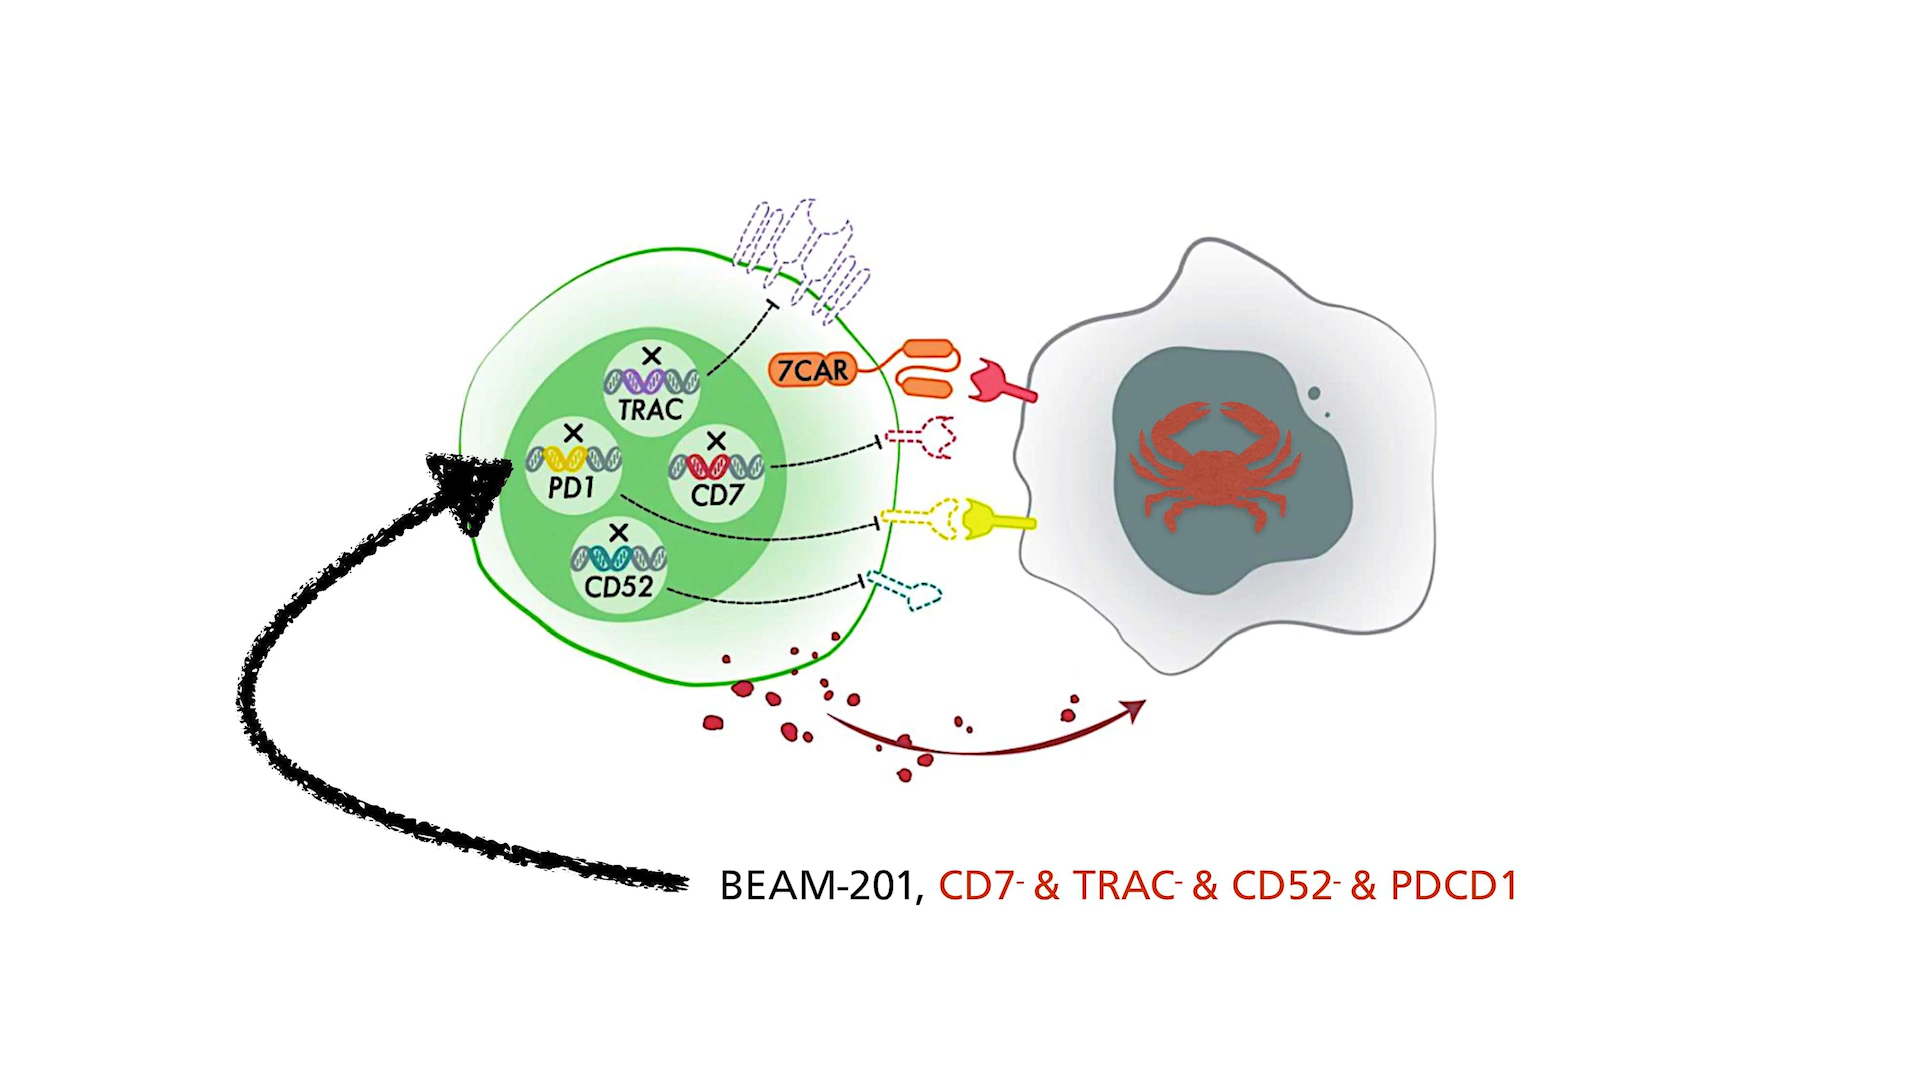 TRAC
7CAR
PD1
CD7
CD52
BEAM-201, CD7⁻ & TRAC⁻ & CD52⁻ & PDCD1